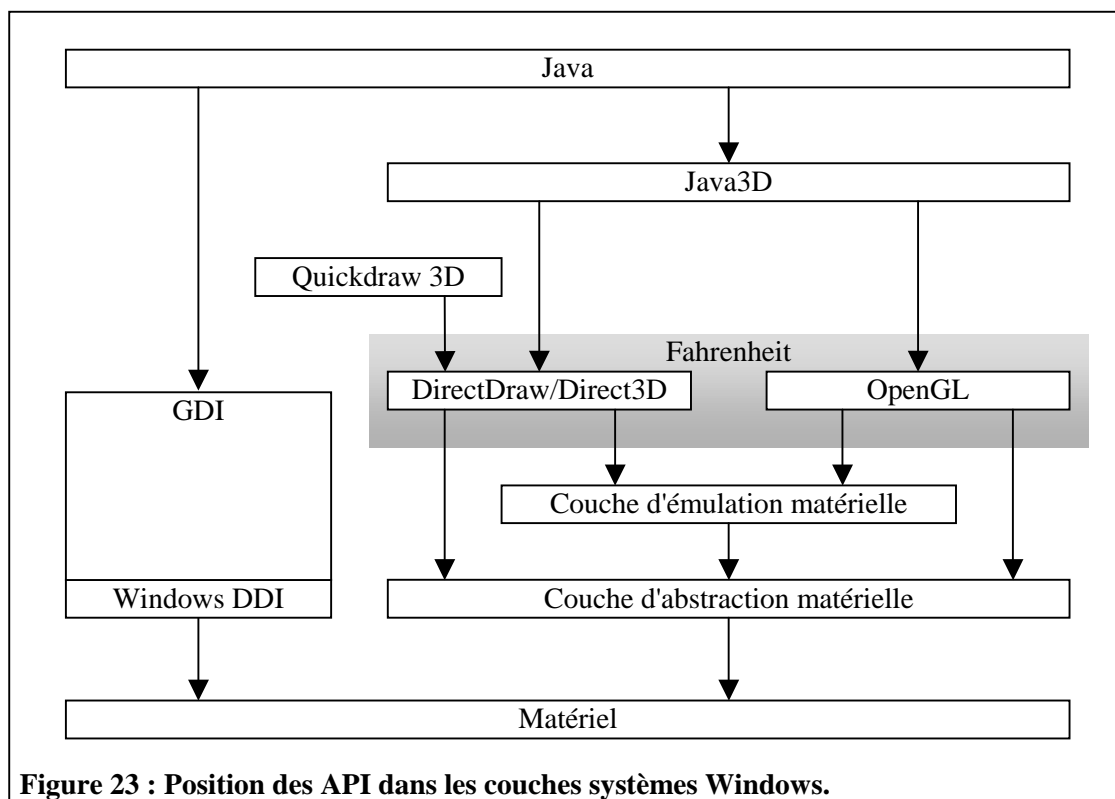 Java
Java3D
Quickdraw 3D
Fahrenheit
DirectDraw/Direct3D
OpenGL
GDI
Couche d'émulation matérielle
Windows DDI
Couche d'abstraction matérielle
Matériel
Figure 23 : Position des API dans les couches systèmes Windows.